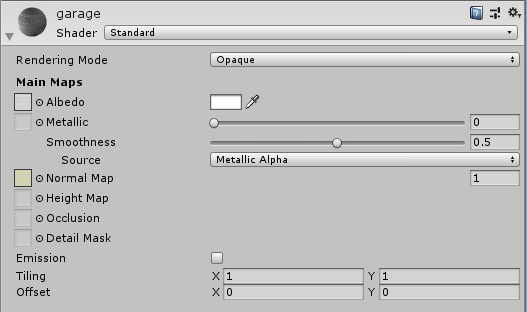 garage
Shader Standard
Rendering Mode Opaque
Main Maps
Albedo
Metallic 0
Smoothness 0.5
Source Metallic Alpha
Normal Map 1
Height Map
Occlusion
Detail Mask
Emission
Tiling X 1 Y 1
Offset X 0 Y 0